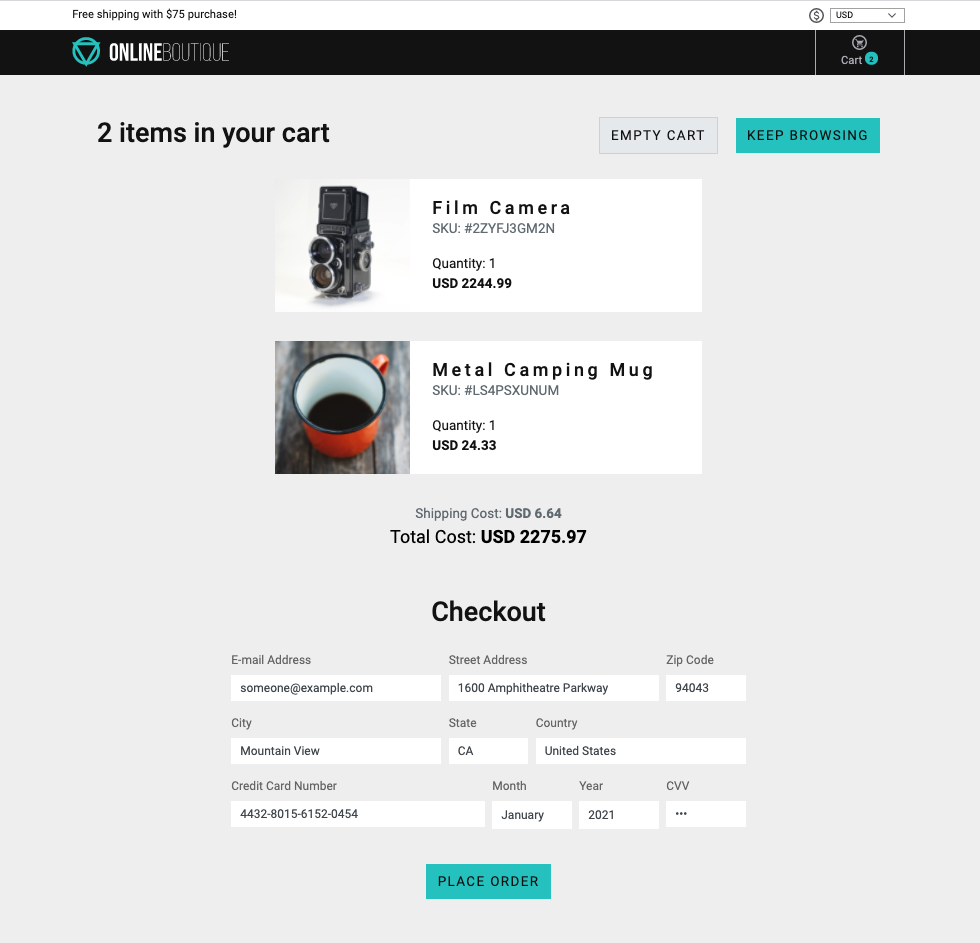 Free shipping with $75 purchase!
$ USD
ONLINEBOUTIQUE
Cart 2
2 items in your cart
EMPTY CART
KEEP BROWSING
Film Camera
SKU: #2ZYFJ3GM2N
Quantity: 1
USD 2244.99
Metal Camping Mug
SKU: #LS4PSXUNUM
Quantity: 1
USD 24.33
Shipping Cost: USD 6.64
Total Cost: USD 2275.97
Checkout
E-mail Address Street Address Zip Code
someone@example.com 1600 Amphitheatre Parkway 94043
City State Country
Mountain View CA United States
Credit Card Number Month Year CVV
4432-8015-6152-0454 January 2021 •••
PLACE ORDER